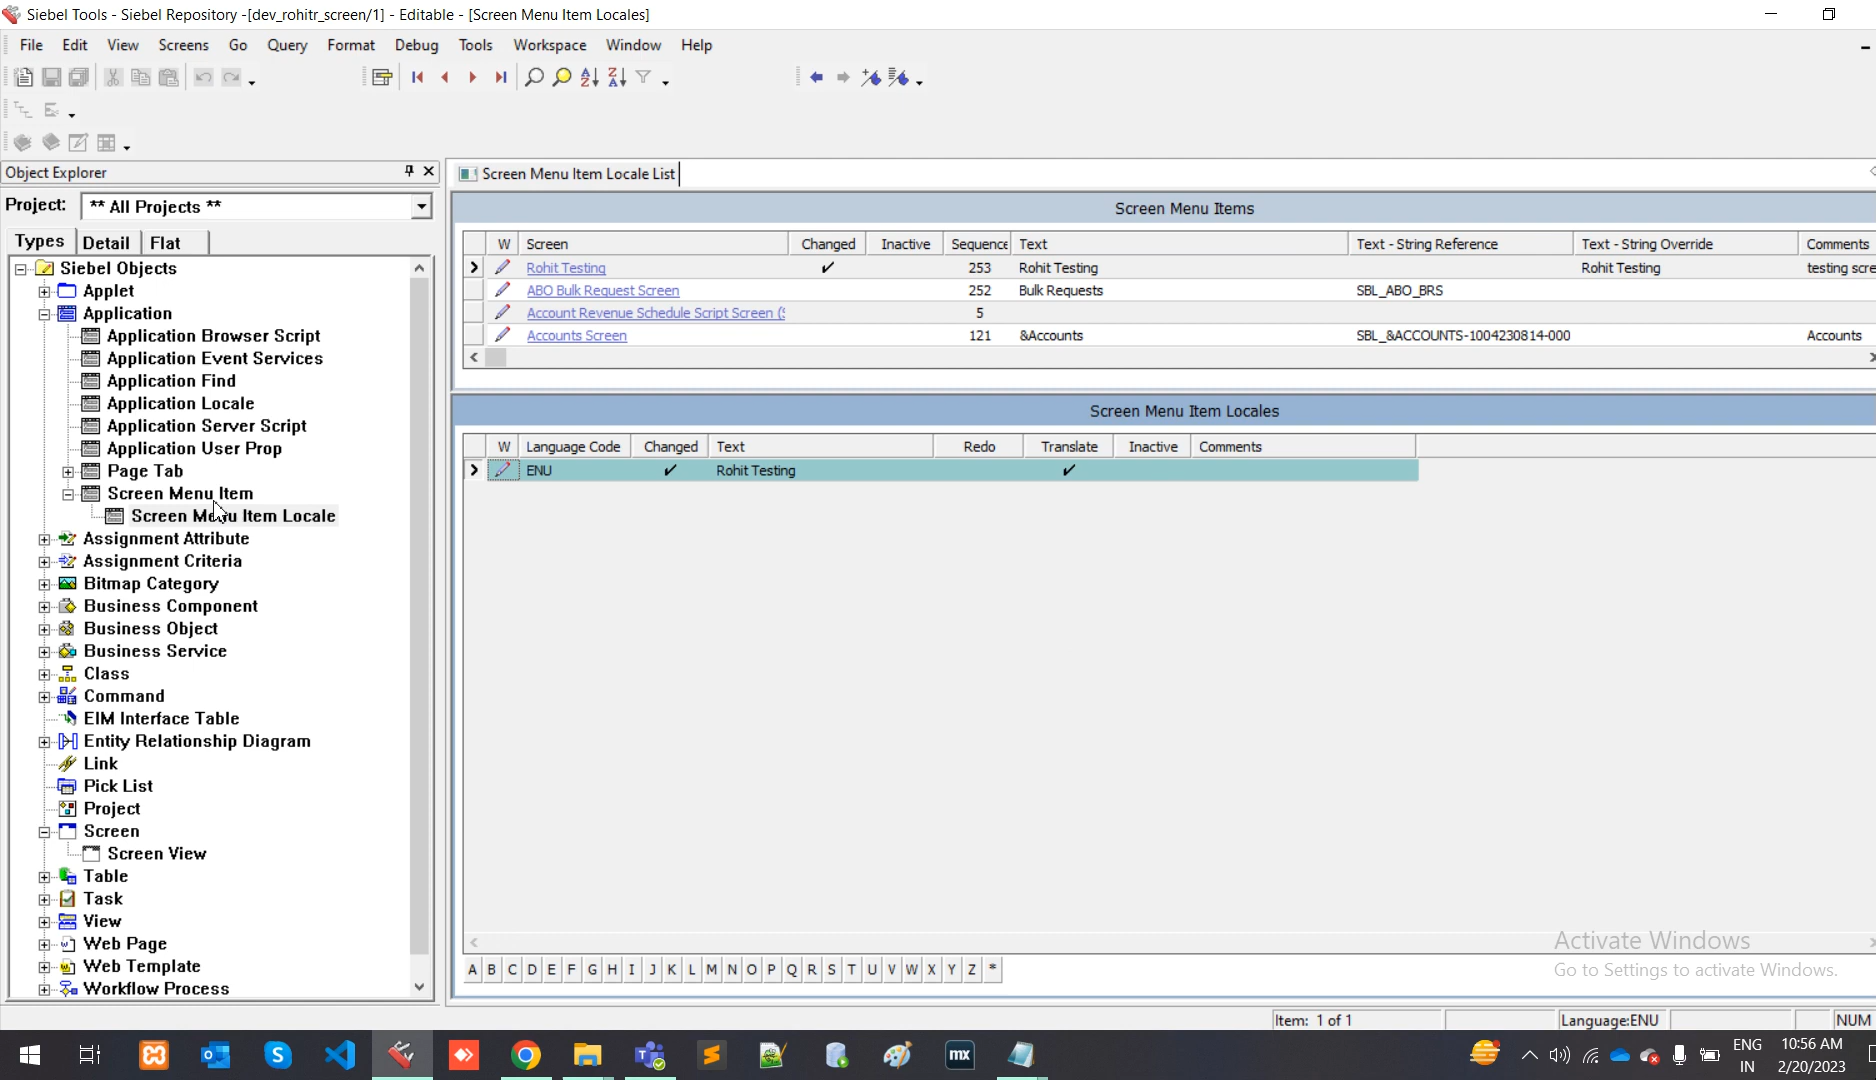 Siebel Tools - Siebel Repository -[dev_rohitr_screen/1] - Editable - [Screen Menu Item Locales]
File Edit View Screens Go Query Format Debug Tools Workspace Window Help
Object Explorer
Project: ** All Projects **
Types Detail Flat
Siebel Objects
Applet
Application
Application Browser Script
Application Event Services
Application Find
Application Locale
Application Server Script
Application User Prop
Page Tab
Screen Menu Item
Screen Menu Item Locale
Assignment Attribute
Assignment Criteria
Bitmap Category
Business Component
Business Object
Business Service
Class
Command
EIM Interface Table
Entity Relationship Diagram
Link
Pick List
Project
Screen
Screen View
Table
Task
View
Web Page
Web Template
Workflow Process
Screen Menu Item Locale List
Screen Menu Items
W Screen Changed Inactive Sequence Text Text - String Reference Text - String Override Comments
Rohit Testing ✓ 253 Rohit Testing Rohit Testing testing scre
ABO Bulk Request Screen 252 Bulk Requests SBL_ABO_BRS
Account Revenue Schedule Script Screen (S 5
Accounts Screen 121 &Accounts SBL_&ACCOUNTS-1004230814-000 Accounts
Screen Menu Item Locales
W Language Code Changed Text Redo Translate Inactive Comments
ENU ✓ Rohit Testing ✓
A B C D E F G H I J K L M N O P Q R S T U V W X Y Z *
Activate Windows
Go to Settings to activate Windows.
Item: 1 of 1 Language:ENU NUM
mx
ENG
IN
10:56 AM
2/20/2023